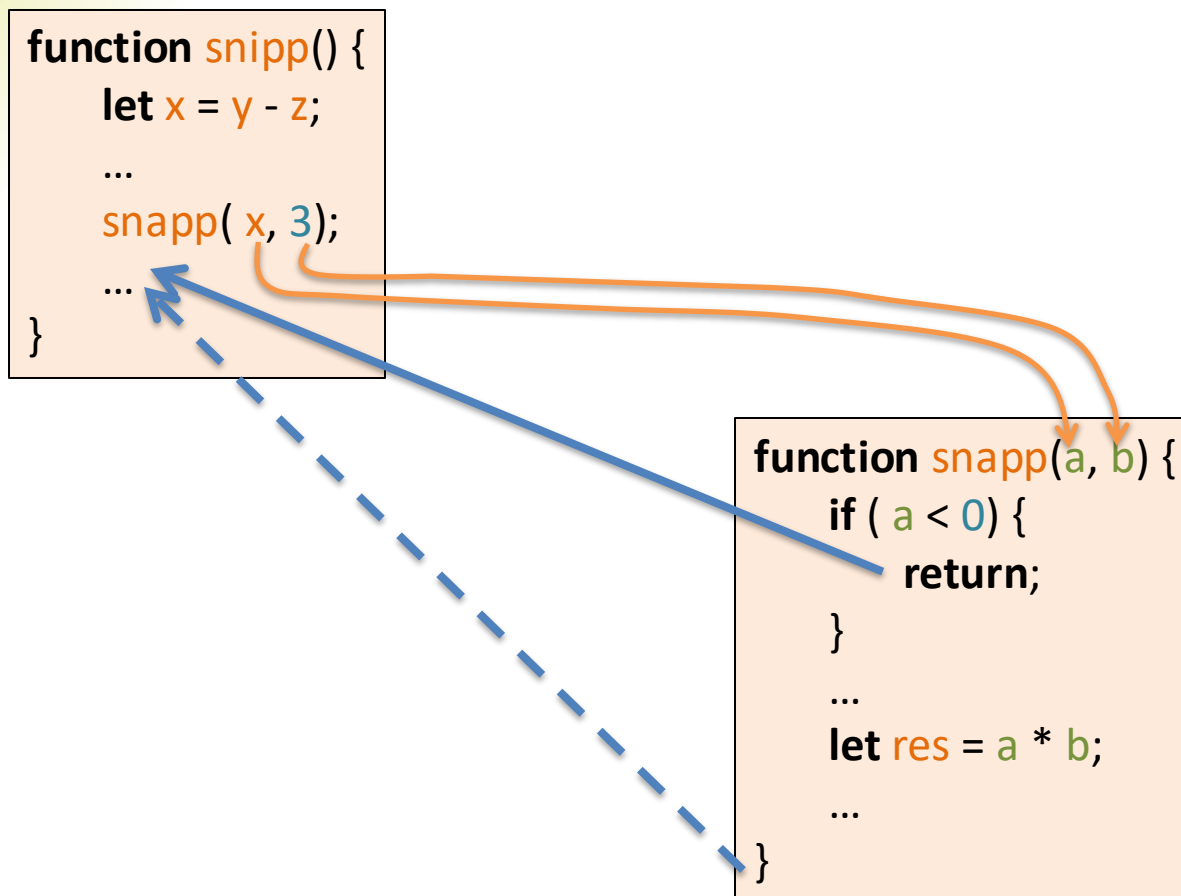 function snipp() {
let x = y - z;
...
snapp( x, 3);
...
}
function snapp(a, b) {
if ( a < 0) {
return;
}
...
let res = a * b;
...
}